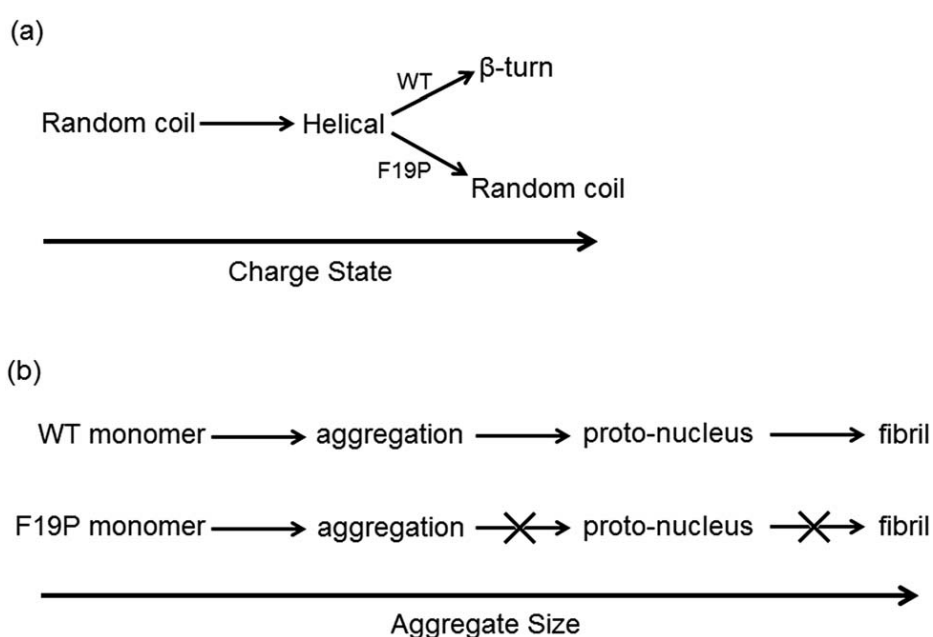 (a)
Random coil
Helical
WT
β-turn
F19P
Random coil
Charge State
(b)
WT monomer aggregation proto-nucleus fibril
F19P monomer aggregation proto-nucleus fibril
Aggregate Size